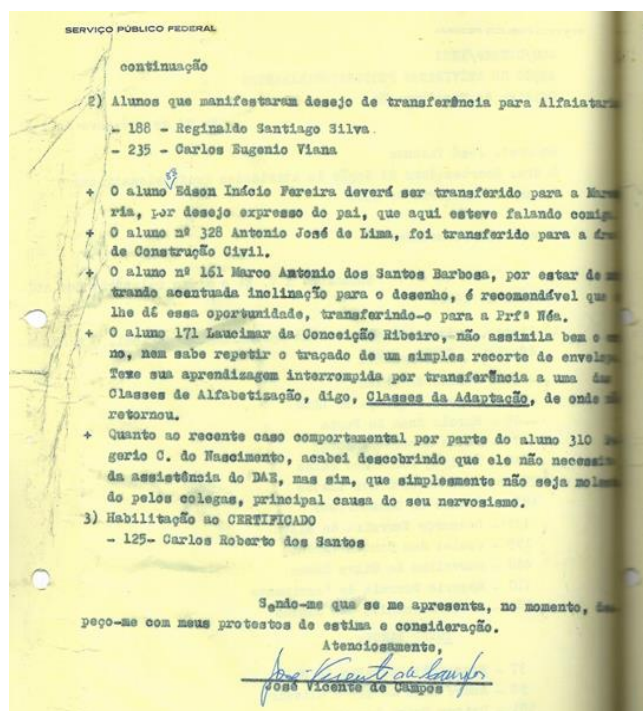 SERVIÇO PÚBLICO FEDERAL
continuação
2) Alunos que manifestaram desejo de transferência para Alfaiataria
- 188 - Reginaldo Santiago Silva
- 235 - Carlos Eugenio Viana
+ O aluno Edson Inácio Fereira deverá ser transferido para a
ria, por desejo expresso do pai, que aqui esteve falando comigo.
+ O aluno nº 328 Antonio José de Lima, foi transferido para a
de Construção Civil.
+ O aluno nº 161 Marco Antonio dos Santos Barbosa, por estar
trando acentuada inclinação para o desenho, é recomendável que
lhe dê essa oportunidade, transferindo-o para a Prfª Néa.
+ O aluno 171 Laucimar da Conceição Ribeiro, não assimila bem o
no, nem sabe repetir o traçado de um simples recorte de envelope.
Teve sua aprendizagem interrompida por transferência a uma das
Classes de Alfabetização, digo, Classes da Adaptação, de onde
retornou.
+ Quanto ao recente caso comportamental por parte do aluno 310
gerio C. do Nascimento, acabei descobrindo que ele não
da assistência do DAE, mas sim, que simplesmente não seja
do pelos colegas, principal causa do seu nervosismo.
3) Habilitação ao CERTIFICADO
- 125- Carlos Roberto dos Santos
Sendo-me que se me apresenta, no momento,
peço-me com meus protestos de estima e consideração.
Atenciosamente,
José Vicente de Campos
José Vicente de Campos